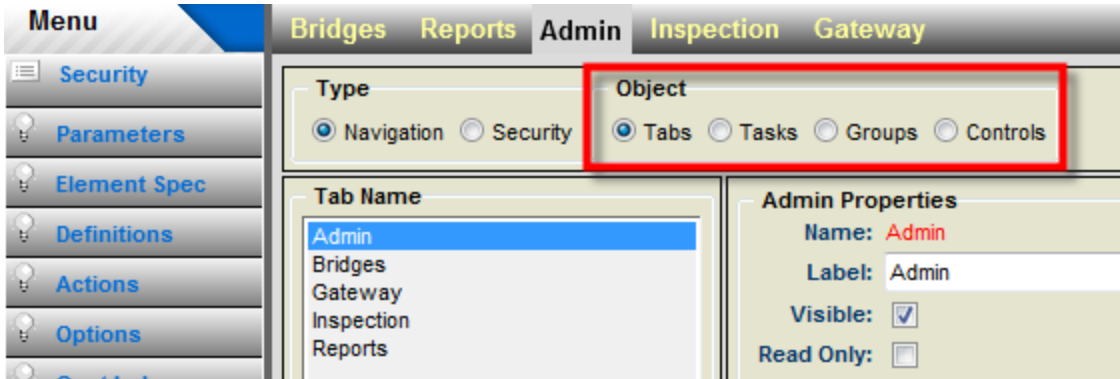 Menu
Bridges Reports Admin Inspection Gateway
Security
Parameters
Element Spec
Definitions
Actions
Options
Type
Navigation Security
Object
Tabs Tasks Groups Controls
Tab Name
Admin
Bridges
Gateway
Inspection
Reports
Admin Properties
Name: Admin
Label: Admin
Visible:
Read Only: